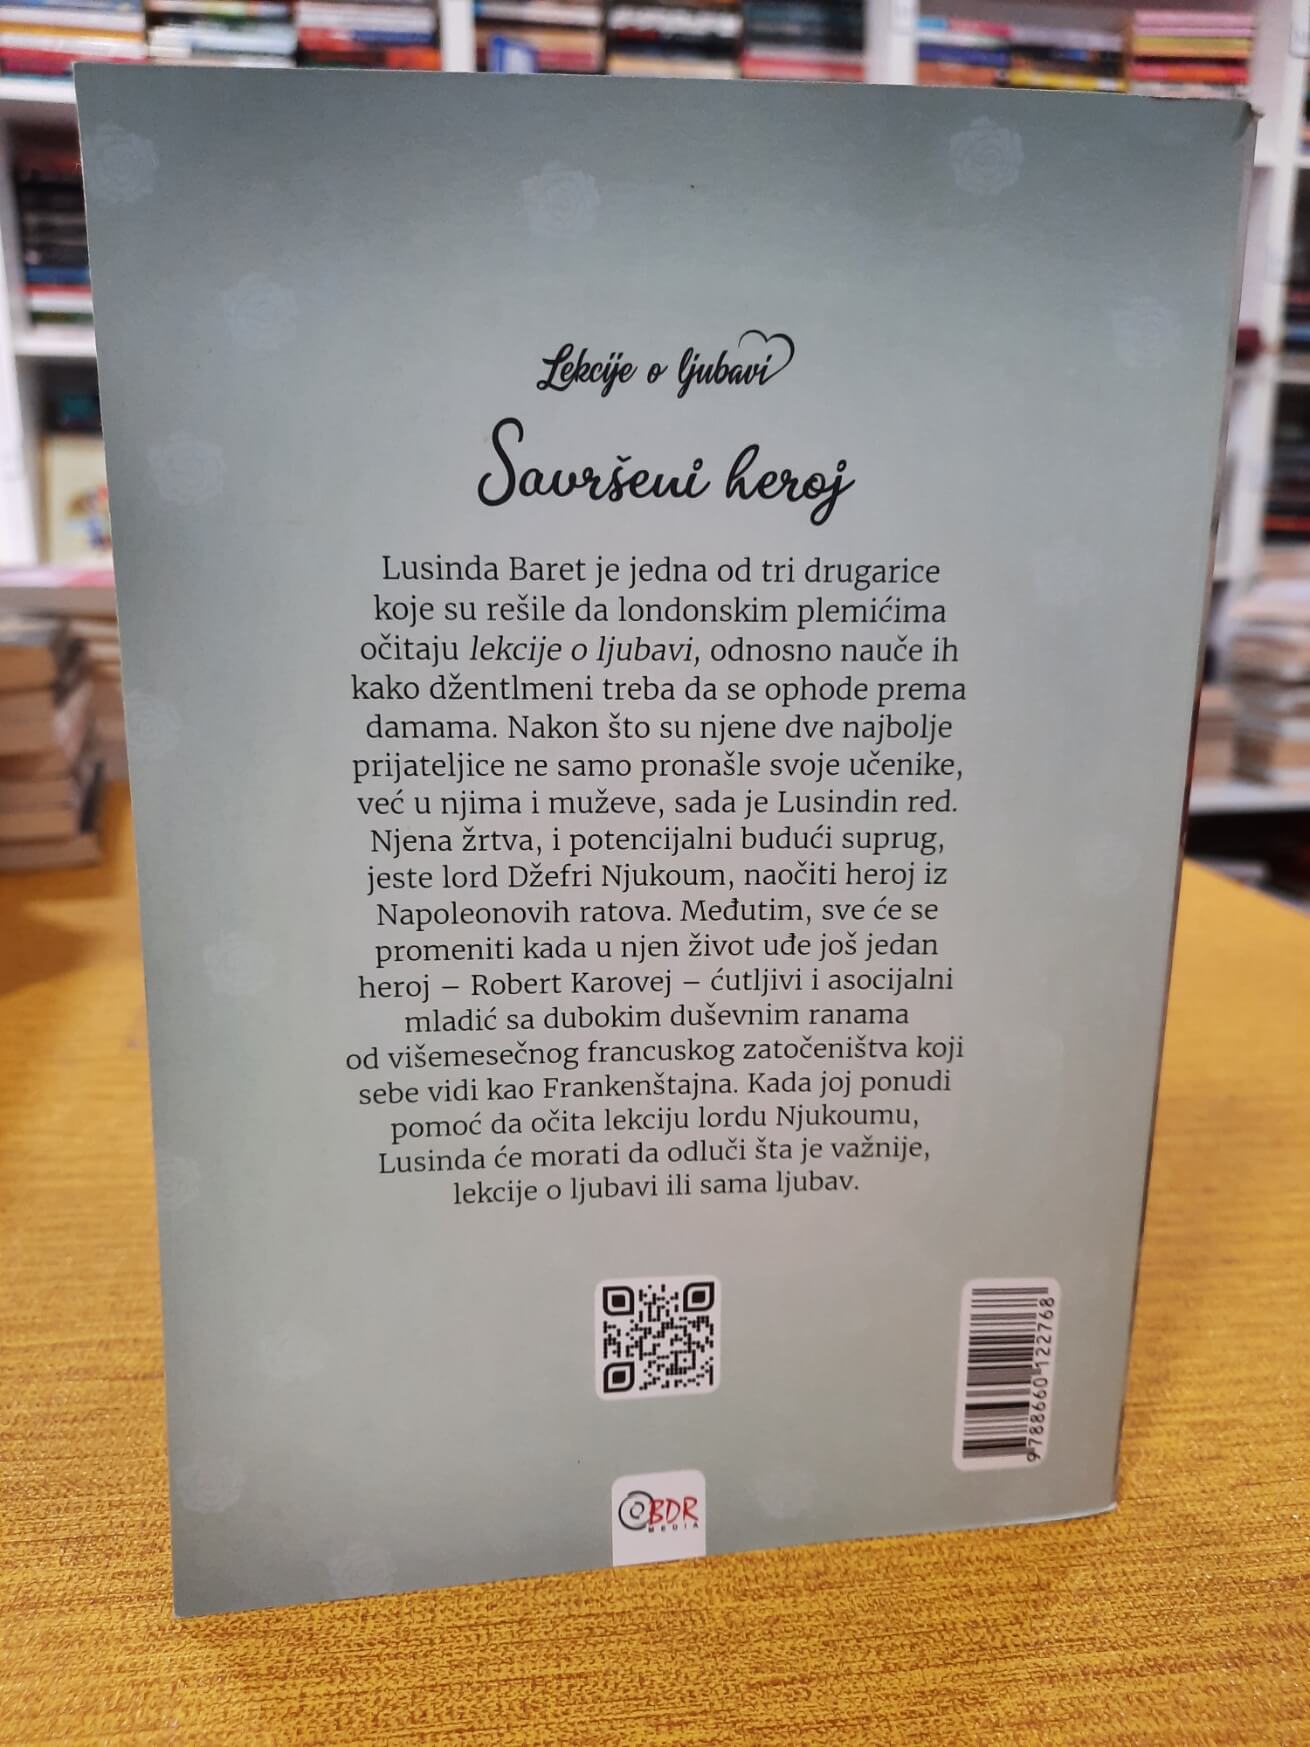 Lekcije o ljubavi
Savršeni heroj
Lusinda Baret je jedna od tri drugarice
koje su rešile da londonskim plemićima
očitaju lekcije o ljubavi, odnosno nauče ih
kako džentlmeni treba da se ophode prema
damama. Nakon što su njene dve najbolje
prijateljice ne samo pronašle svoje učenike,
već u njima i muževe, sada je Lusindin red.
Njena žrtva, i potencijalni budući suprug,
jeste lord Džefri Njukoum, naočiti heroj iz
Napoleonovih ratova. Međutim, sve će se
promeniti kada u njen život uđe još jedan
heroj – Robert Karovej – ćutljivi i asocijalni
mladić sa dubokim duševnim ranama
od višemesečnog francuskog zatočeništva koji
sebe vidi kao Frankenštajna. Kada joj ponudi
pomoć da očita lekciju lordu Njukoumu,
Lusinda će morati da odluči šta je važnije,
lekcije o ljubavi ili sama ljubav.
9788660122768
BDR
MEDIA